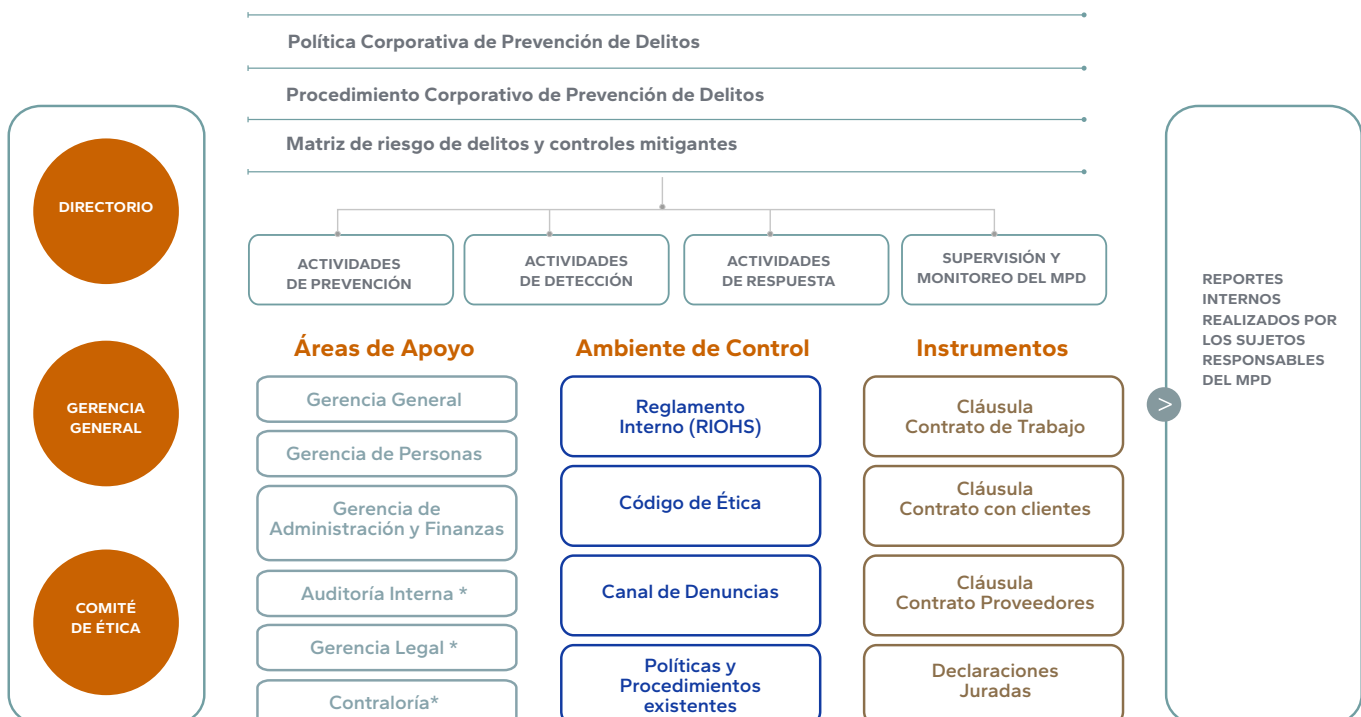 Política Corporativa de Prevención de Delitos
Procedimiento Corporativo de Prevención de Delitos
Matriz de riesgo de delitos y controles mitigantes
DIRECTORIO
GERENCIA
GENERAL
COMITÉ
DE ÉTICA
ACTIVIDADES
DE PREVENCIÓN
ACTIVIDADES
DE DETECCIÓN
ACTIVIDADES
DE RESPUESTA
SUPERVISIÓN Y
MONITOREO DEL MPD
Áreas de Apoyo
Gerencia General
Gerencia de Personas
Gerencia de
Administración y Finanzas
Auditoría Interna *
Gerencia Legal *
Contraloría*
Ambiente de Control
Reglamento
Interno (RIOHS)
Código de Ética
Canal de Denuncias
Políticas y
Procedimientos
existentes
Instrumentos
Cláusula
Contrato de Trabajo
Cláusula
Contrato con clientes
Cláusula
Contrato Proveedores
Declaraciones
Juradas
>
REPORTES
INTERNOS
REALIZADOS POR
LOS SUJETOS
RESPONSABLES
DEL MPD